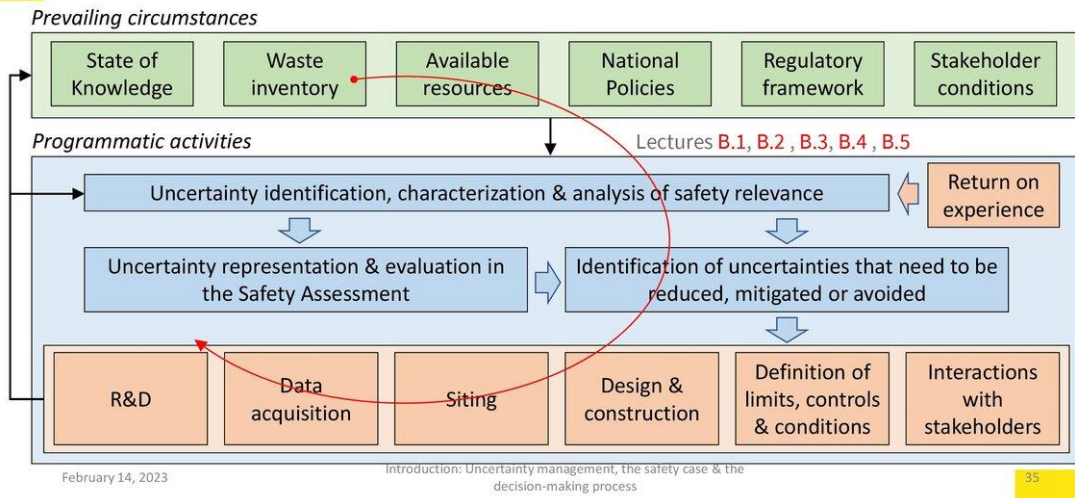 Prevailing circumstances
State of
Knowledge
Waste
inventory
Available
resources
National
Policies
Regulatory
framework
Stakeholder
conditions
Programmatic activities
Lectures B.1, B.2 , B.3, B.4 , B.5
Uncertainty identification, characterization & analysis of safety relevance
Return on
experience
Uncertainty representation & evaluation in
the Safety Assessment
Identification of uncertainties that need to be
reduced, mitigated or avoided
R&D
Data
acquisition
Siting
Design &
construction
Definition of
limits, controls
& conditions
Interactions
with
stakeholders
February 14, 2023
Introduction: Uncertainty management, the safety case & the
decision-making process
35